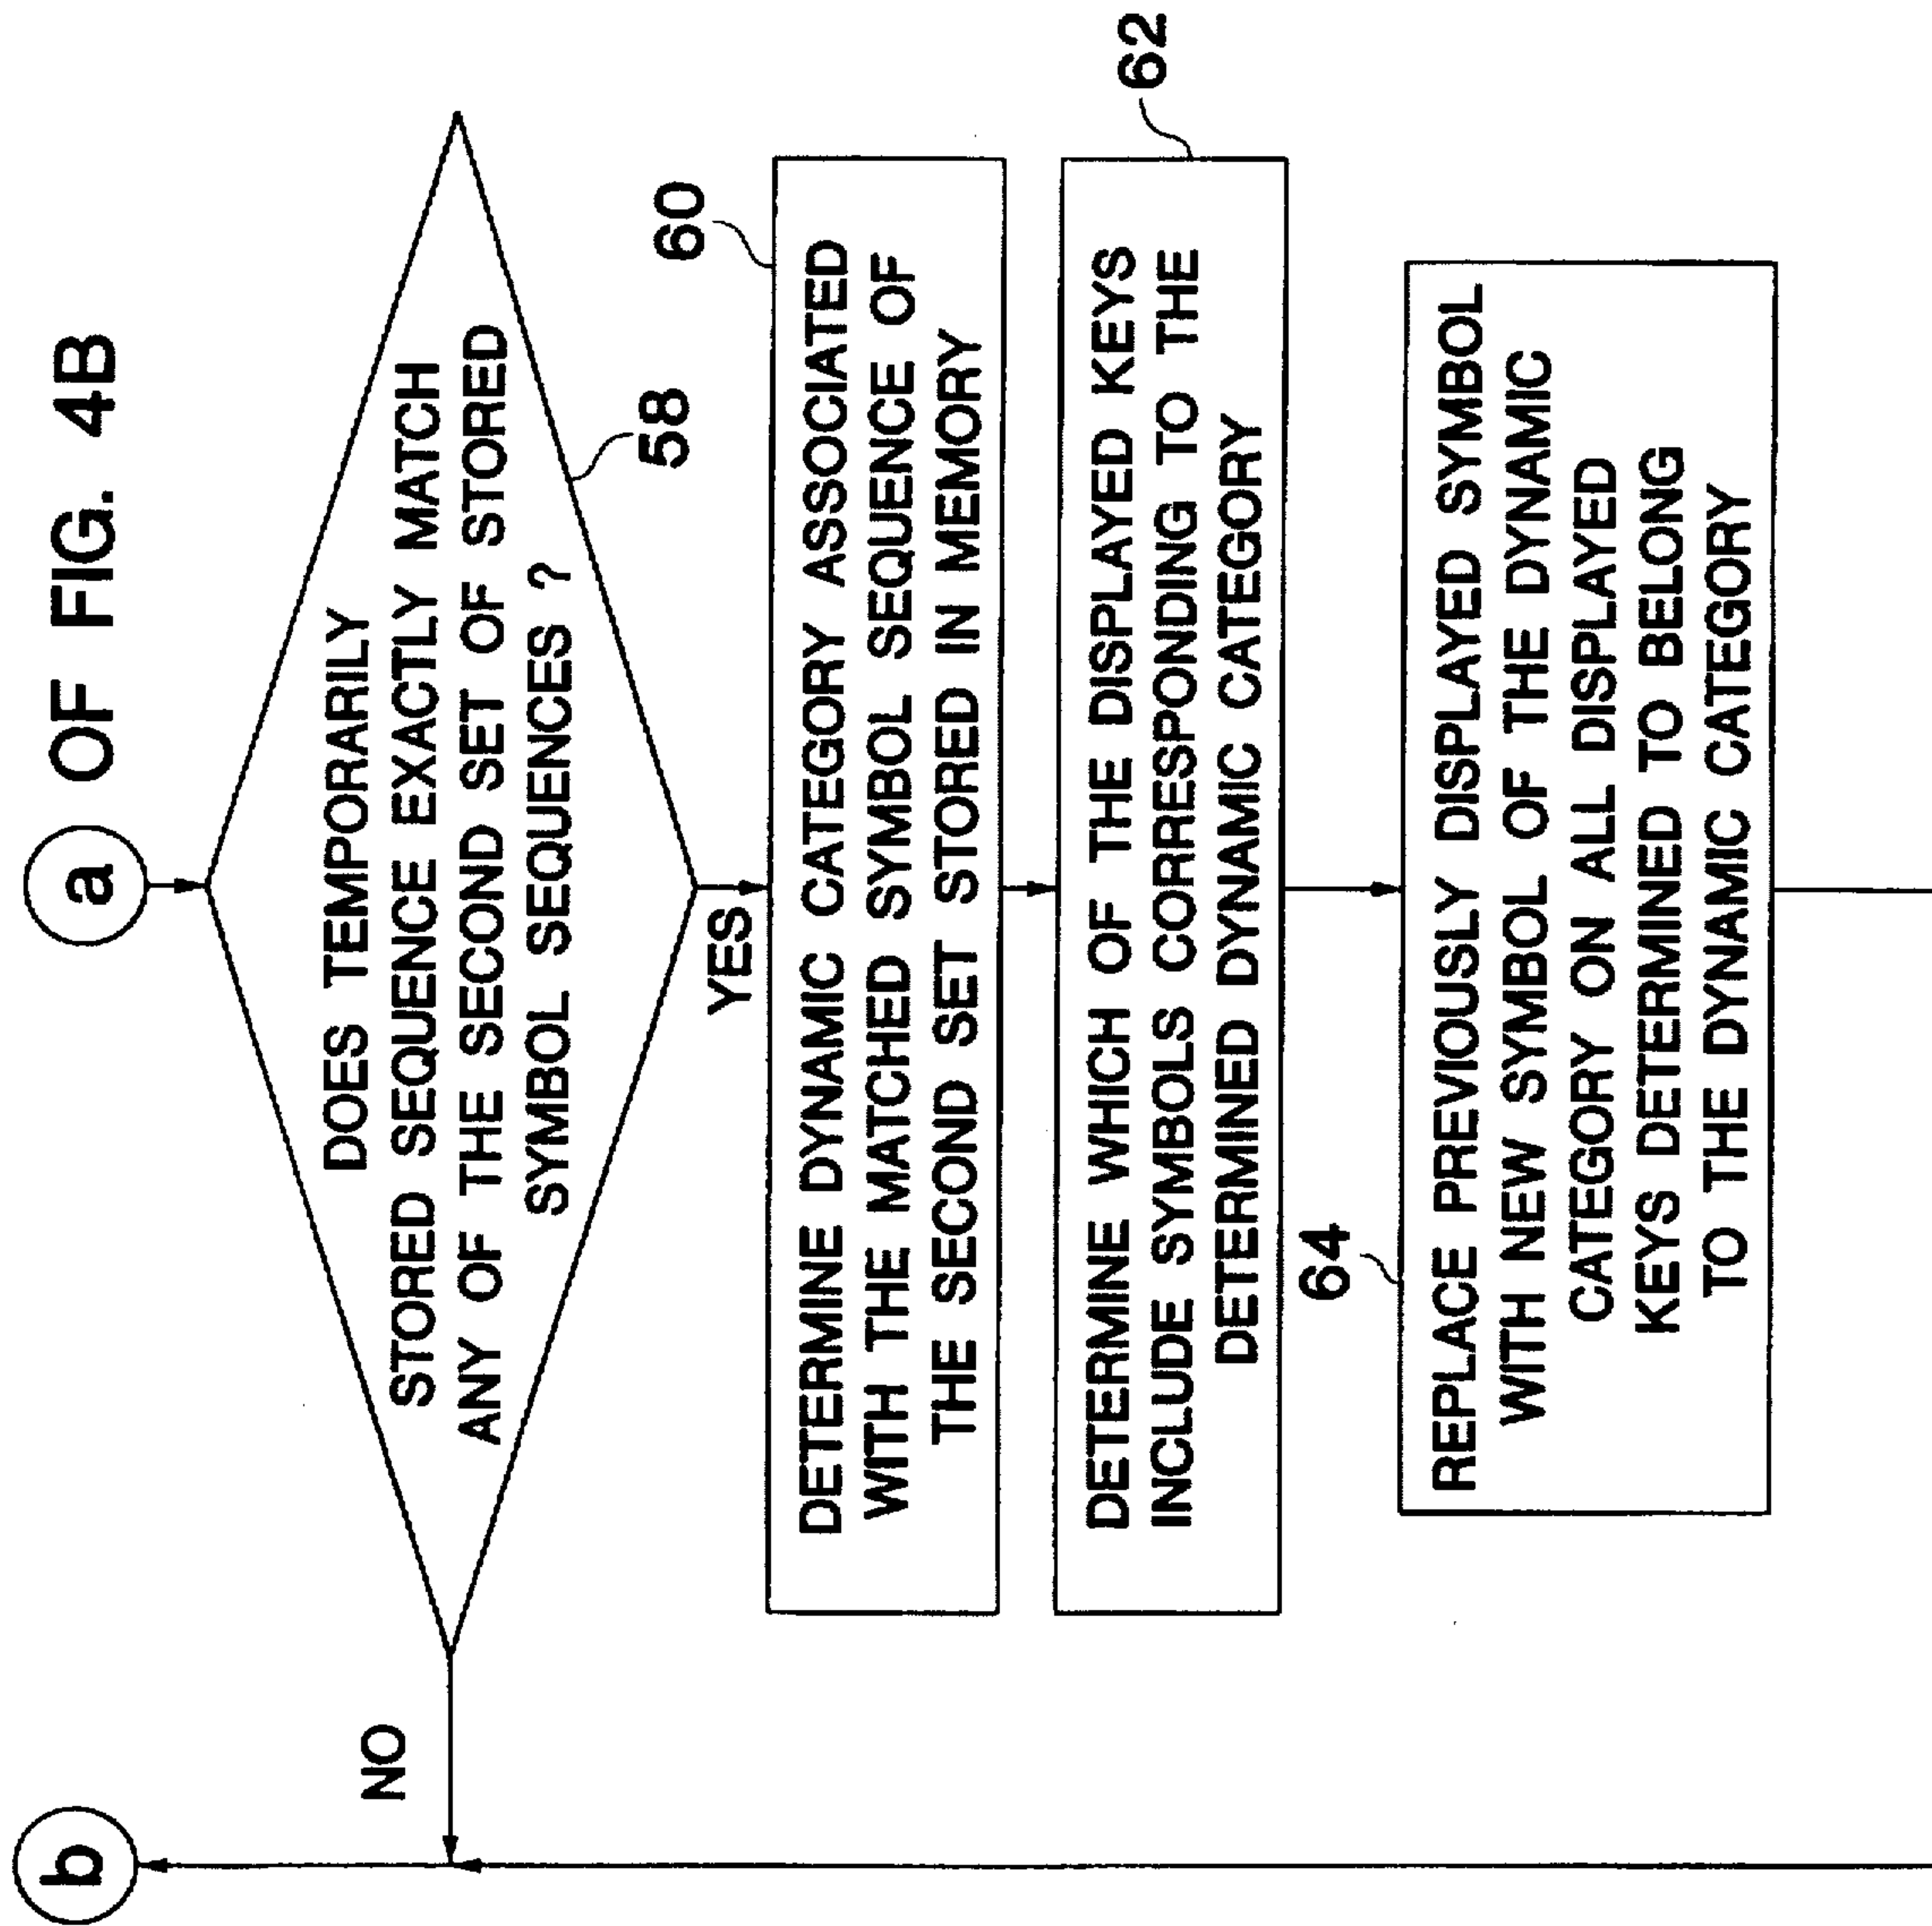 a OF FIG. 4B
b
DOES TEMPORARILY
STORED SEQUENCE EXACTLY MATCH
ANY OF THE SECOND SET OF STORED
SYMBOL SEQUENCES ?
58
NO
YES
60
DETERMINE DYNAMIC CATEGORY ASSOCIATED
WITH THE MATCHED SYMBOL SEQUENCE OF
THE SECOND SET STORED IN MEMORY
62
DETERMINE WHICH OF THE DISPLAYED KEYS
INCLUDE SYMBOLS CORRESPONDING TO THE
DETERMINED DYNAMIC CATEGORY
64
REPLACE PREVIOUSLY DISPLAYED SYMBOL
WITH NEW SYMBOL OF THE DYNAMIC
CATEGORY ON ALL DISPLAYED
KEYS DETERMINED TO BELONG
TO THE DYNAMIC CATEGORY